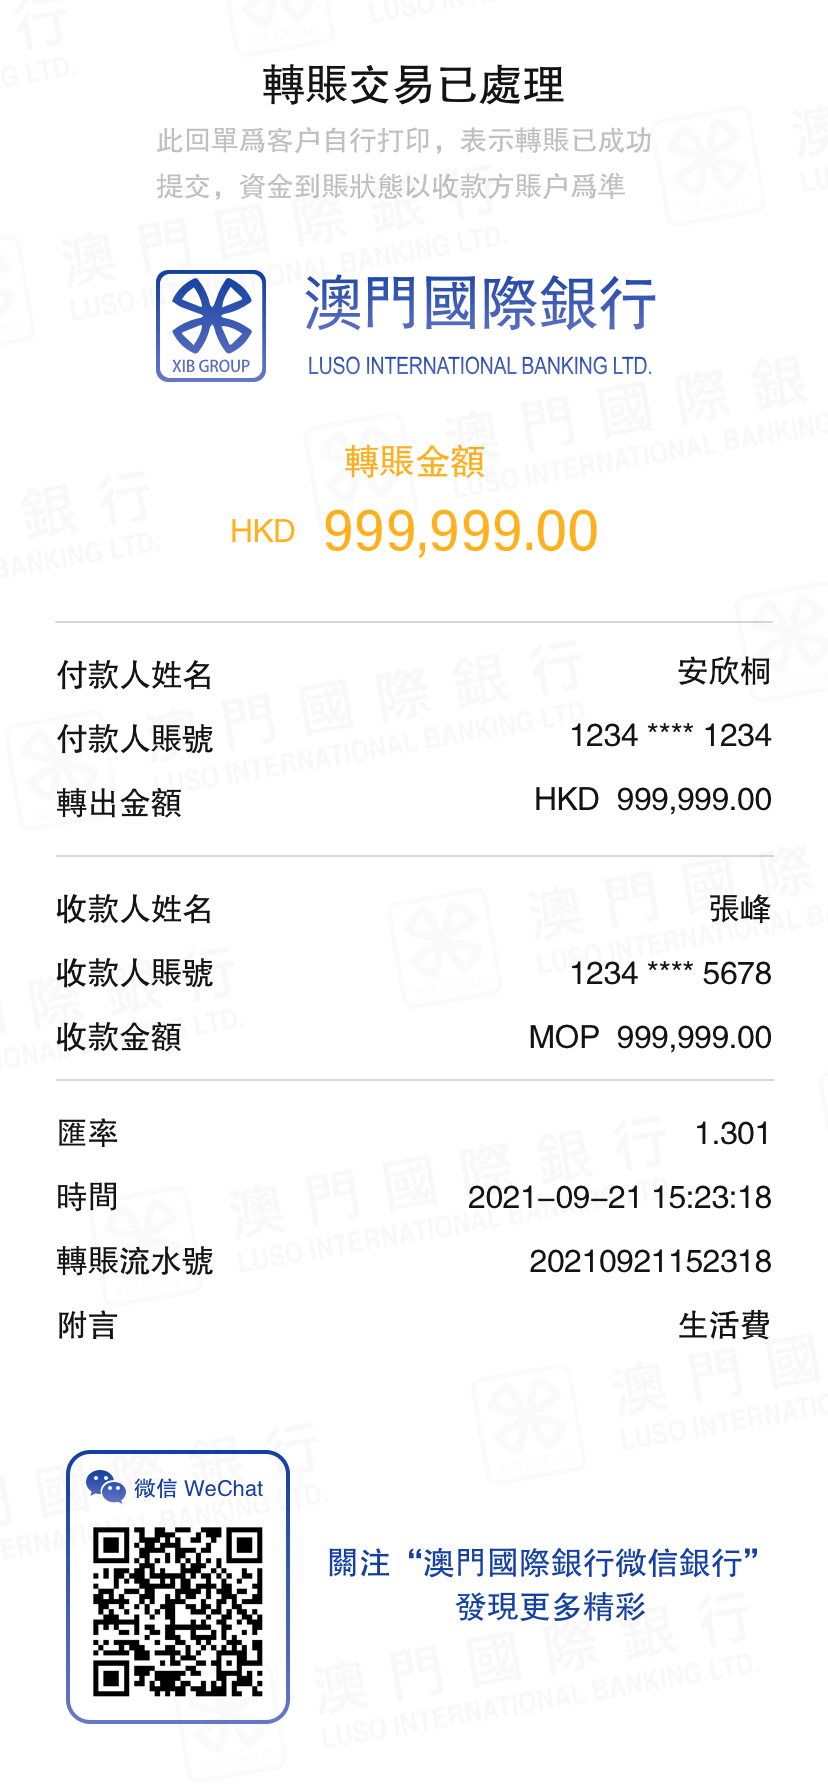 轉賬交易已處理
此回單爲客户自行打印，表示轉賬已成功
提交，資金到賬狀態以收款方賬户爲準
XIB GROUP
澳門國際銀行
LUSO INTERNATIONAL BANKING LTD.
轉賬金額
HKD 999,999.00
付款人姓名 安欣桐
付款人賬號 1234 **** 1234
轉出金額 HKD 999,999.00
收款人姓名 張峰
收款人賬號 1234 **** 5678
收款金額 MOP 999,999.00
匯率 1.301
時間 2021-09-21 15:23:18
轉賬流水號 20210921152318
附言 生活費
微信 WeChat
關注“澳門國際銀行微信銀行”
發現更多精彩